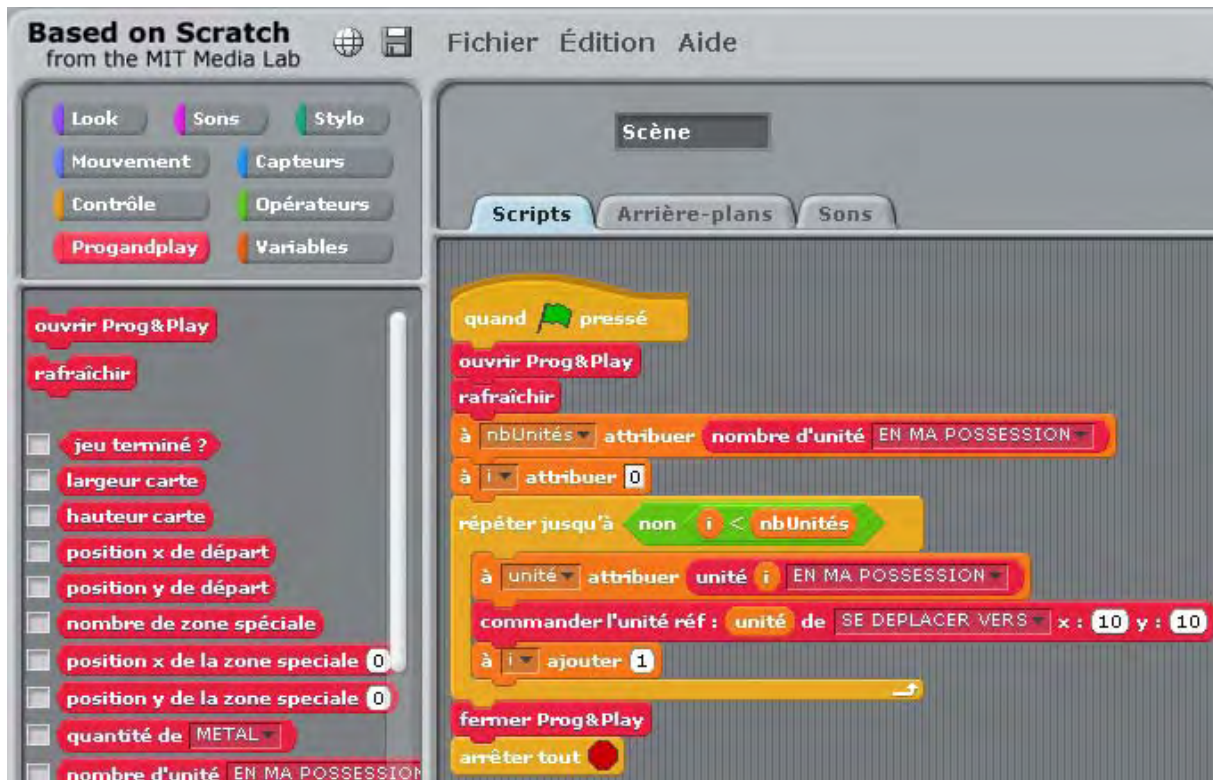 Based on Scratch
from the MIT Media Lab
Fichier Édition Aide
Look Sons Stylo
Mouvement Capteurs
Contrôle Opérateurs
Progandplay Variables
ouvrir Prog&Play
rafraîchir
jeu terminé ?
largeur carte
hauteur carte
position x de départ
position y de départ
nombre de zone spéciale
position x de la zone speciale 0
position y de la zone speciale 0
quantité de METAL
nombre d'unité EN MA POSSESSION
Scène
Scripts Arrière-plans Sons
quand pressé
ouvrir Prog&Play
rafraîchir
à nbUnités attribuer nombre d'unité EN MA POSSESSION
à i attribuer 0
répéter jusqu'à non i < nbUnités
à unité attribuer unité i EN MA POSSESSION
commander l'unité réf : unité de SE DEPLACER VERS x : 10 y : 10
à i ajouter 1
fermer Prog&Play
arrêter tout